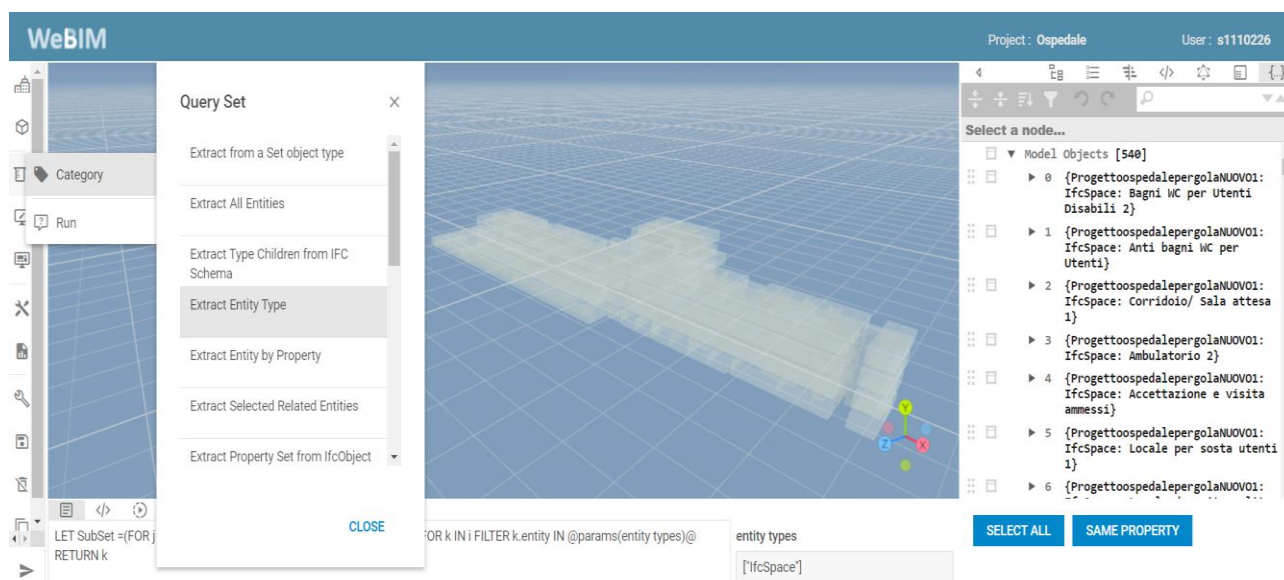 WeBIM
Project : Ospedale
User : s1110226
Category
Run
Query Set
Extract from a Set object type
Extract All Entities
Extract Type Children from IFC
Schema
Extract Entity Type
Extract Entity by Property
Extract Selected Related Entities
Extract Property Set from IfcObject
CLOSE
Y
Z
X
Select a node...
Model Objects [540]
0 {ProgettoospedalepergolaNUOVO1:
IfcSpace: Bagni WC per Utenti
Disabili 2}
1 {ProgettoospedalepergolaNUOVO1:
IfcSpace: Anti bagni WC per
Utenti}
2 {ProgettoospedalepergolaNUOVO1:
IfcSpace: Corridoio/ Sala attesa
1}
3 {ProgettoospedalepergolaNUOVO1:
IfcSpace: Ambulatorio 2}
4 {ProgettoospedalepergolaNUOVO1:
IfcSpace: Accettazione e visita
ammessi}
5 {ProgettoospedalepergolaNUOVO1:
IfcSpace: Locale per sosta utenti
1}
6 {ProgettoospedalepergolaNUOVO1:
SELECT ALL
SAME PROPERTY
LET SubSet =(FOR j
FOR k IN i FILTER k.entity IN @params(entity types)@
RETURN k
entity types
["IfcSpace"]